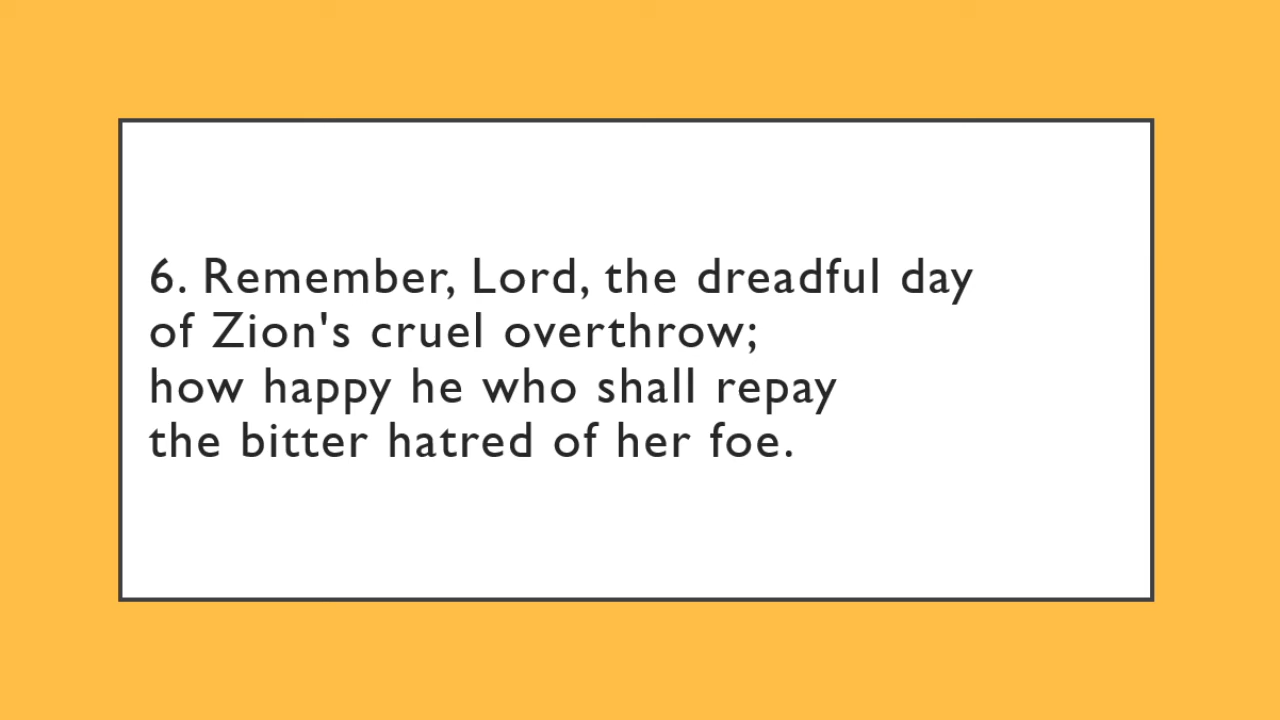 6. Remember, Lord, the dreadful day
of Zion's cruel overthrow;
how happy he who shall repay
the bitter hatred of her foe.